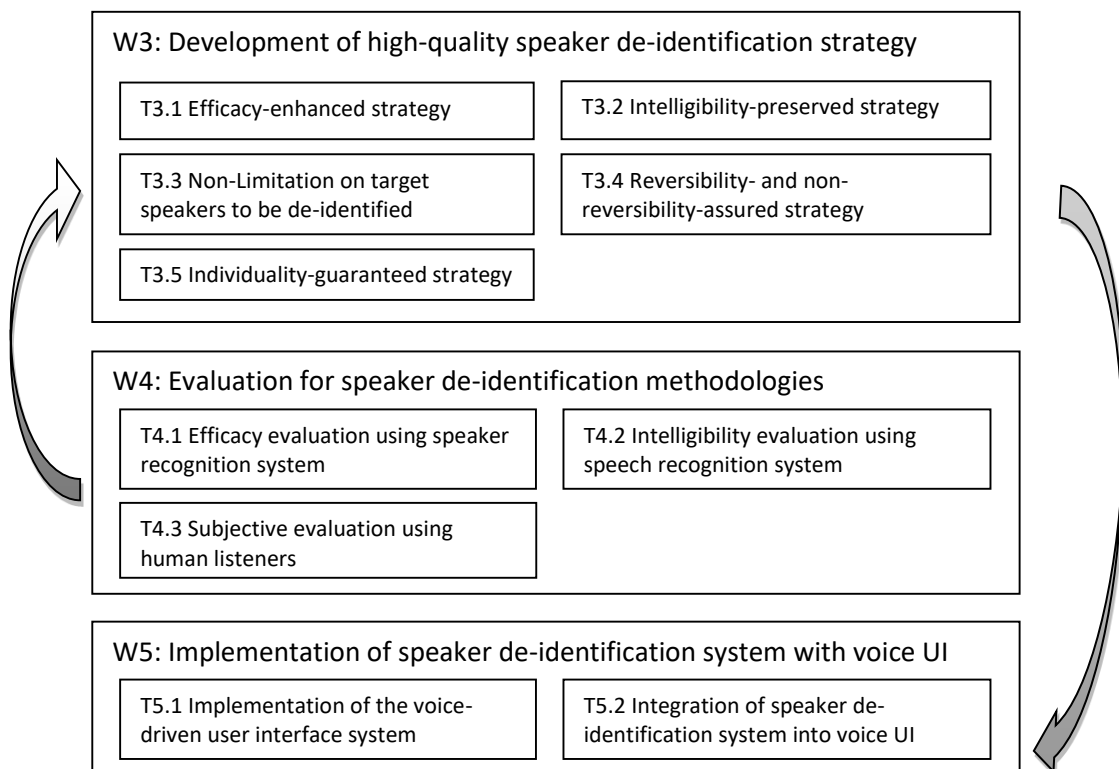 W3: Development of high-quality speaker de-identification strategy
T3.1 Efficacy-enhanced strategy
T3.2 Intelligibility-preserved strategy
T3.3 Non-Limitation on target
speakers to be de-identified
T3.4 Reversibility- and non-
reversibility-assured strategy
T3.5 Individuality-guaranteed strategy
W4: Evaluation for speaker de-identification methodologies
T4.1 Efficacy evaluation using speaker
recognition system
T4.2 Intelligibility evaluation using
speech recognition system
T4.3 Subjective evaluation using
human listeners
W5: Implementation of speaker de-identification system with voice UI
T5.1 Implementation of the voice-
driven user interface system
T5.2 Integration of speaker de-
identification system into voice UI